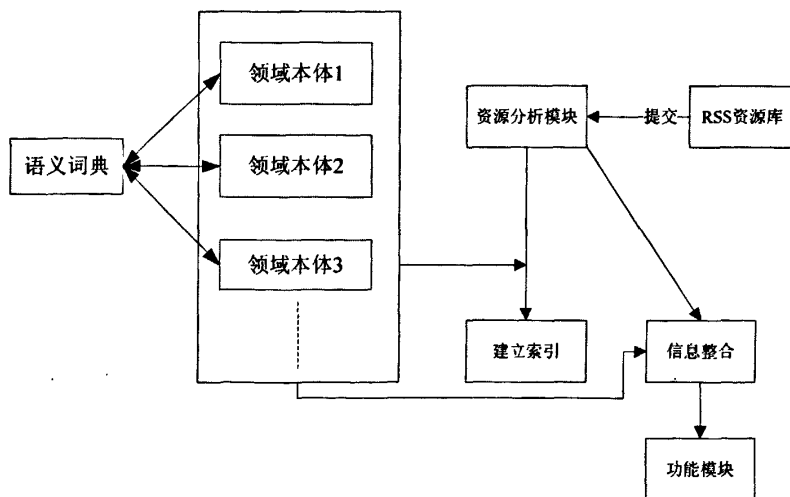 领域本体1
资源分析模块
提交
RSS资源库
语义词典
领域本体2
领域本体3
建立索引
信息整合
功能模块